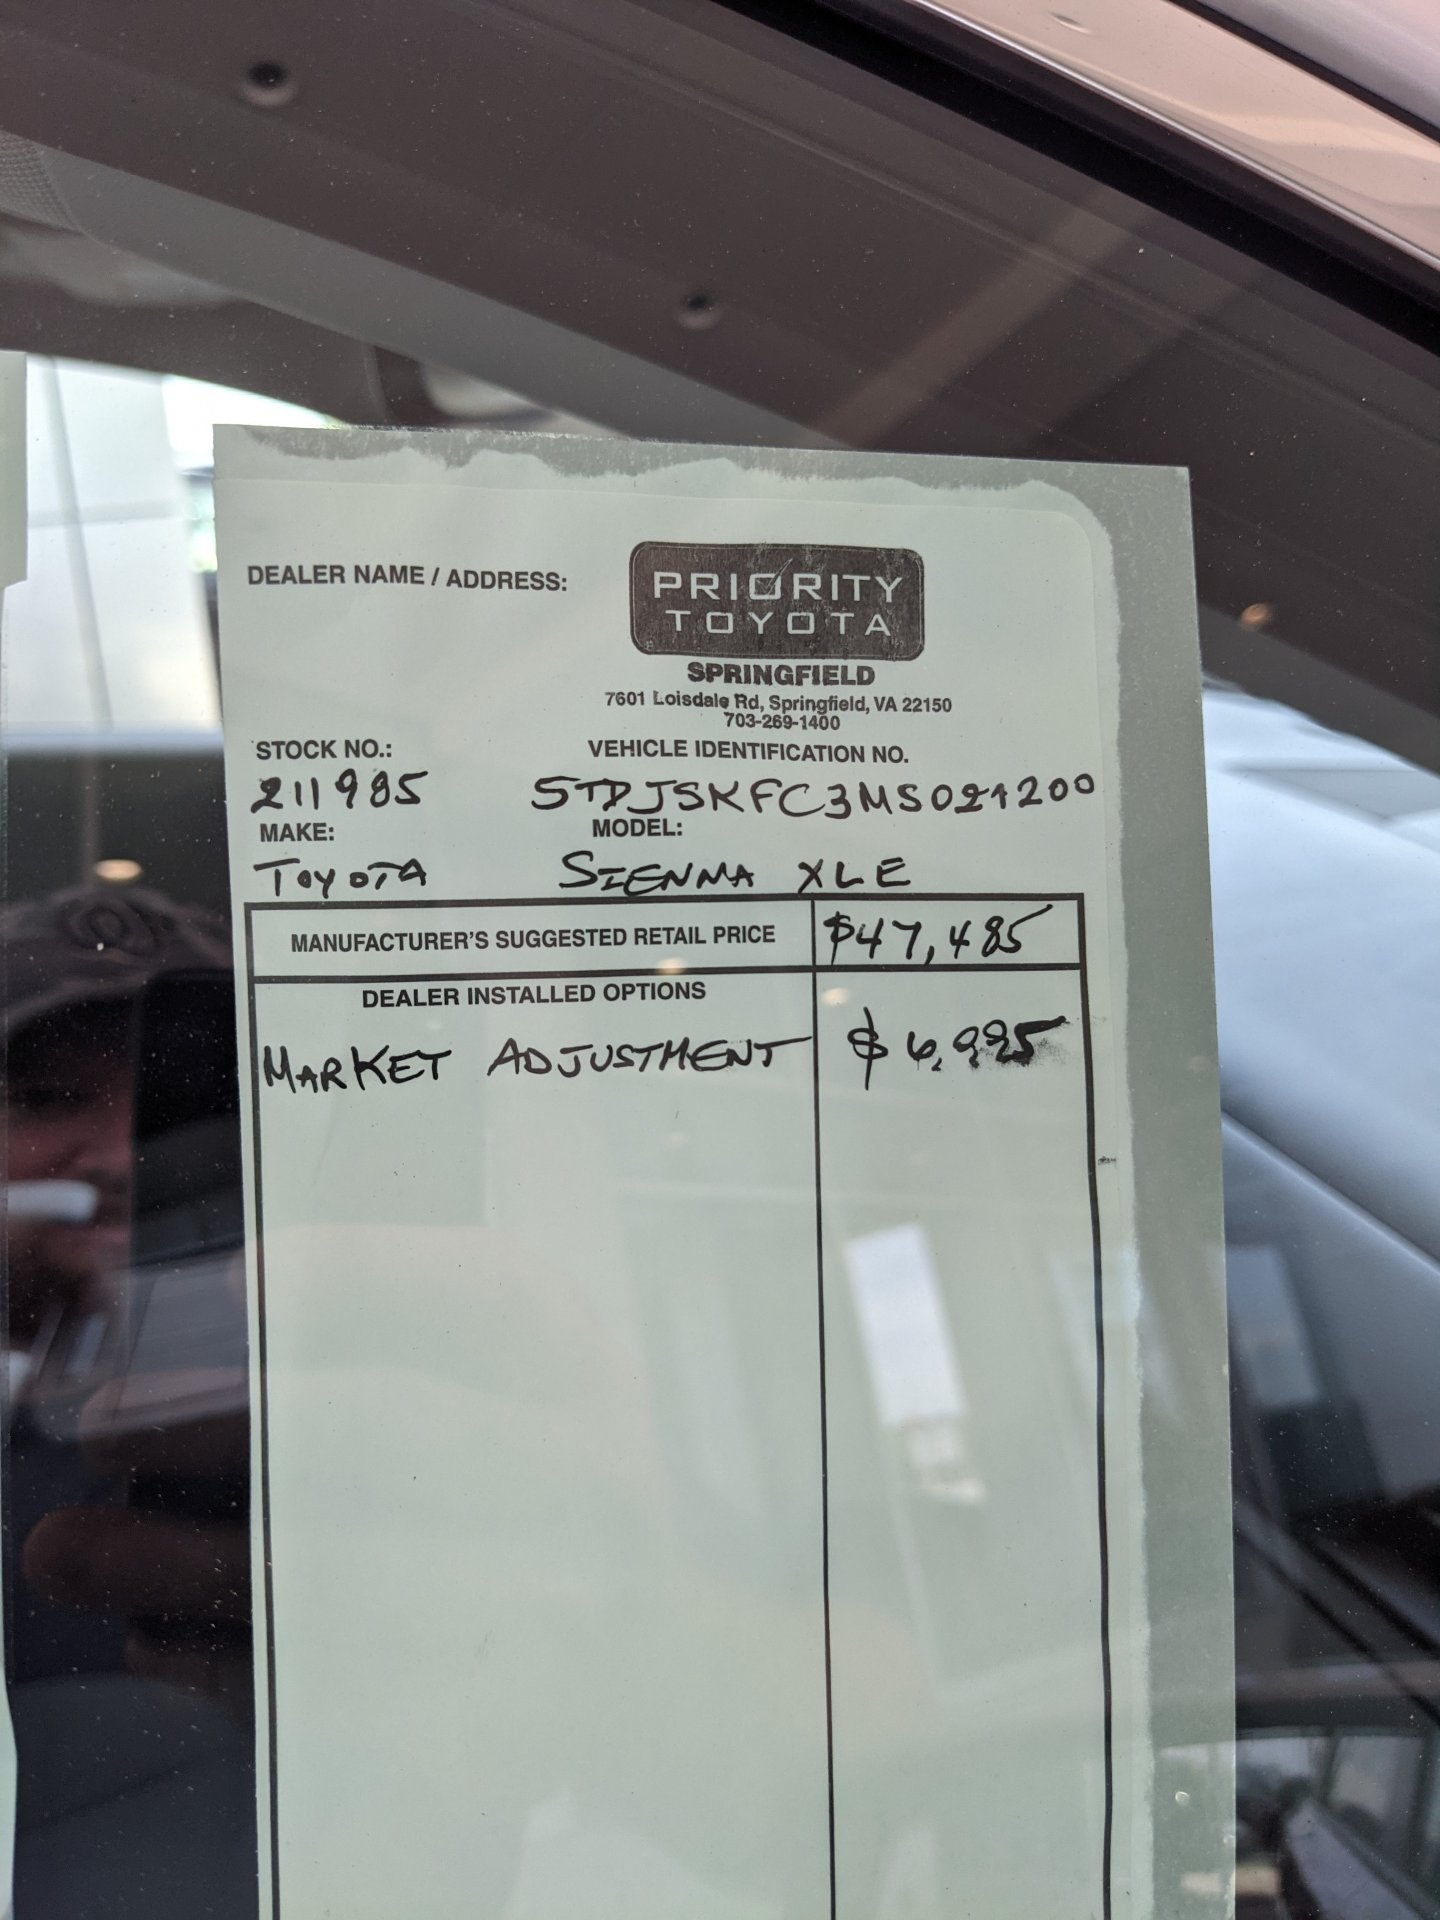 DEALER NAME / ADDRESS:
PRIORITY
TOYOTA
SPRINGFIELD
7601 Loisdale Rd, Springfield, VA 22150
703-269-1400
STOCK NO.: VEHICLE IDENTIFICATION NO.
211985 5TDJSKFC3MS021200
MAKE: MODEL:
TOYOTA SIENNA XLE
MANUFACTURER'S SUGGESTED RETAIL PRICE $47,485
DEALER INSTALLED OPTIONS
MARKET ADJUSTMENT $6,995